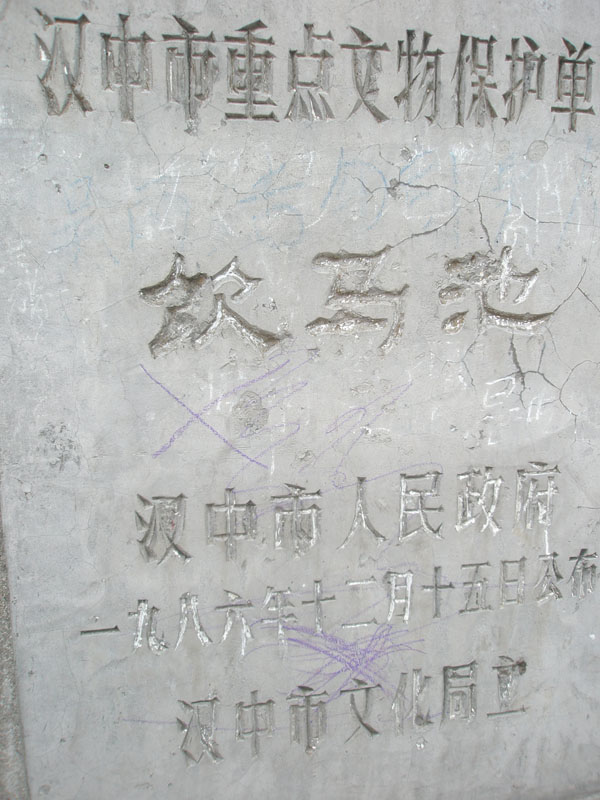 汉中市重点文物保护单
饮马池
汉中市人民政府
一九八六年十二月十五日公布
汉中市文化局立